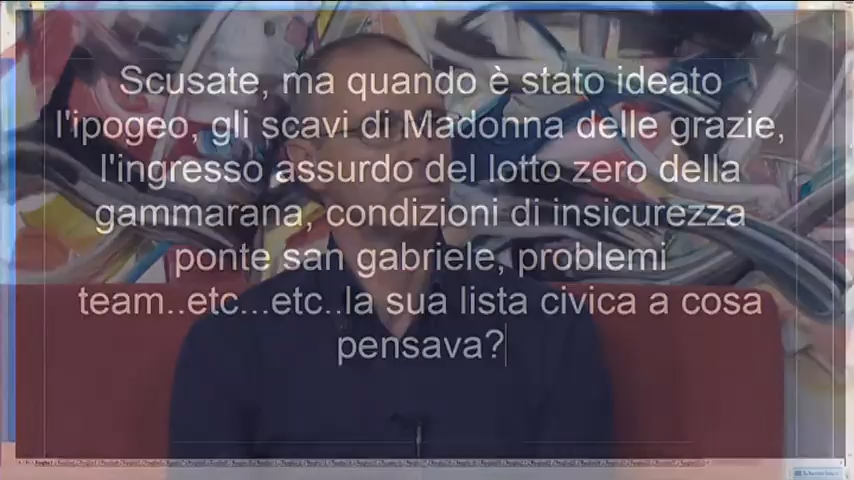 Scusate, ma quando è stato ideato
l'ipogeo, gli scavi di Madonna delle grazie,
l'ingresso assurdo del lotto zero della
gammarana, condizioni di insicurezza
ponte san gabriele, problemi
team..etc...etc..la sua lista civica a cosa
pensava?